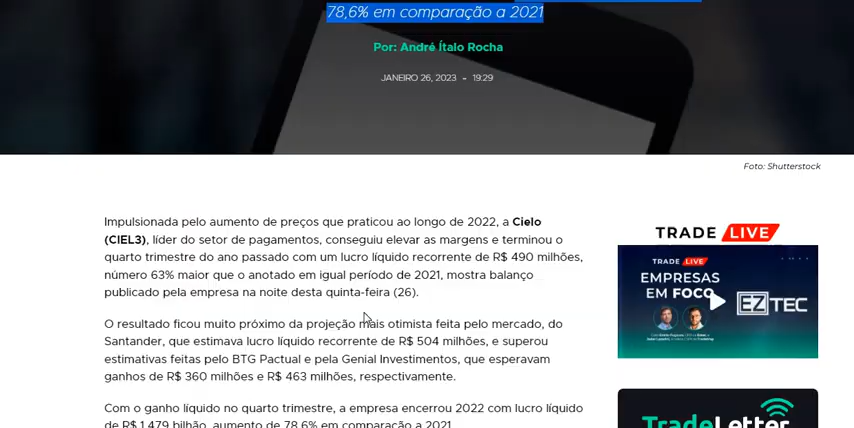 78,6% em comparação a 2021
Por: André Ítalo Rocha
JANEIRO 26, 2023 - 19:29
Foto: Shutterstock
Impulsionada pelo aumento de preços que praticou ao longo de 2022, a Cielo
(CIEL3), líder do setor de pagamentos, conseguiu elevar as margens e terminou o
quarto trimestre do ano passado com um lucro líquido recorrente de R$ 490 milhões,
número 63% maior que o anotado em igual período de 2021, mostra balanço
publicado pela empresa na noite desta quinta-feira (26).
O resultado ficou muito próximo da projeção mais otimista feita pelo mercado, do
Santander, que estimava lucro líquido recorrente de R$ 504 milhões, e superou
estimativas feitas pelo BTG Pactual e pela Genial Investimentos, que esperavam
ganhos de R$ 360 milhões e R$ 463 milhões, respectivamente.
Com o ganho líquido no quarto trimestre, a empresa encerrou 2022 com lucro líquido
de R$ 1,479 bilhão, aumento de 78,6% em comparação a 2021.
TRADE LIVE
TRADE LIVE
EMPRESAS
EM FOCO
EZTEC
TradeLetter